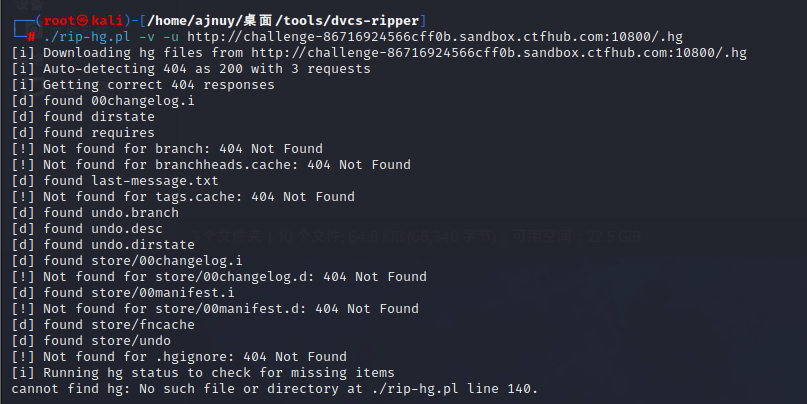 ┌──(root㉿kali)-[/home/ajnuy/桌面/tools/dvcs-ripper]
└─# ./rip-hg.pl -v -u http://challenge-86716924566cff0b.sandbox.ctfhub.com:10800/.hg
[i] Downloading hg files from http://challenge-86716924566cff0b.sandbox.ctfhub.com:10800/.hg
[i] Auto-detecting 404 as 200 with 3 requests
[i] Getting correct 404 responses
[d] found 00changelog.i
[d] found dirstate
[d] found requires
[!] Not found for branch: 404 Not Found
[!] Not found for branchheads.cache: 404 Not Found
[d] found last-message.txt
[!] Not found for tags.cache: 404 Not Found
[d] found undo.branch
[d] found undo.desc
[d] found undo.dirstate
[d] found store/00changelog.i
[!] Not found for store/00changelog.d: 404 Not Found
[d] found store/00manifest.i
[!] Not found for store/00manifest.d: 404 Not Found
[d] found store/fncache
[d] found store/undo
[!] Not found for .hgignore: 404 Not Found
[i] Running hg status to check for missing items
cannot find hg: No such file or directory at ./rip-hg.pl line 140.